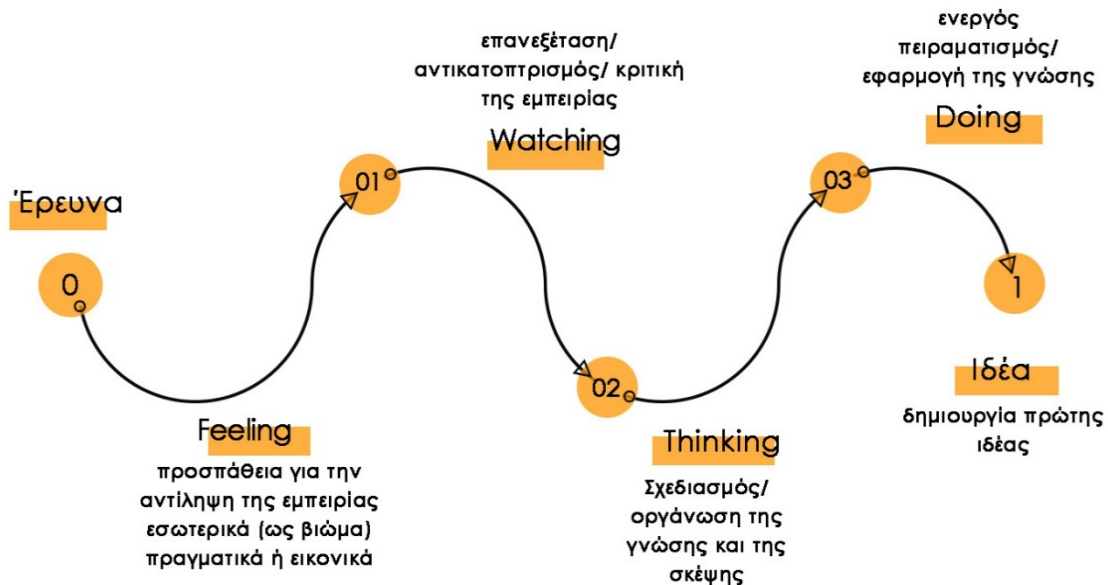 Έρευνα
0
Feeling
προσπάθεια για την
αντίληψη της εμπειρίας
εσωτερικά (ως βίωμα)
πραγματικά ή εικονικά
01
επανεξέταση/
αντικατοπτρισμός/ κριτική
της εμπειρίας
Watching
02
Thinking
Σχεδιασμός/
οργάνωση της
γνώσης και της
σκέψης
03
ενεργός
πειραματισμός/
εφαρμογή της γνώσης
Doing
1
Ιδέα
δημιουργία πρώτης
ιδέας